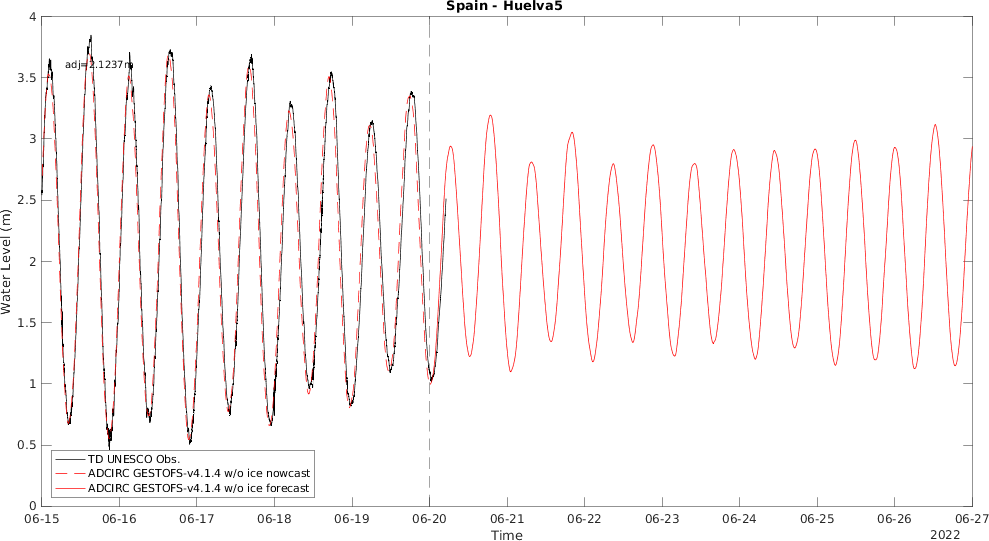 Spain - Huelva5
4
3.5
3
2.5
2
1.5
1
0.5
0
Water Level (m)
adj=2.1237m
TD UNESCO Obs.
ADCIRC GESTOFS-v4.1.4 w/o ice nowcast
ADCIRC GESTOFS-v4.1.4 w/o ice forecast
06-15 06-16 06-17 06-18 06-19 06-20 06-21 06-22 06-23 06-24 06-25 06-26 06-27
Time
2022